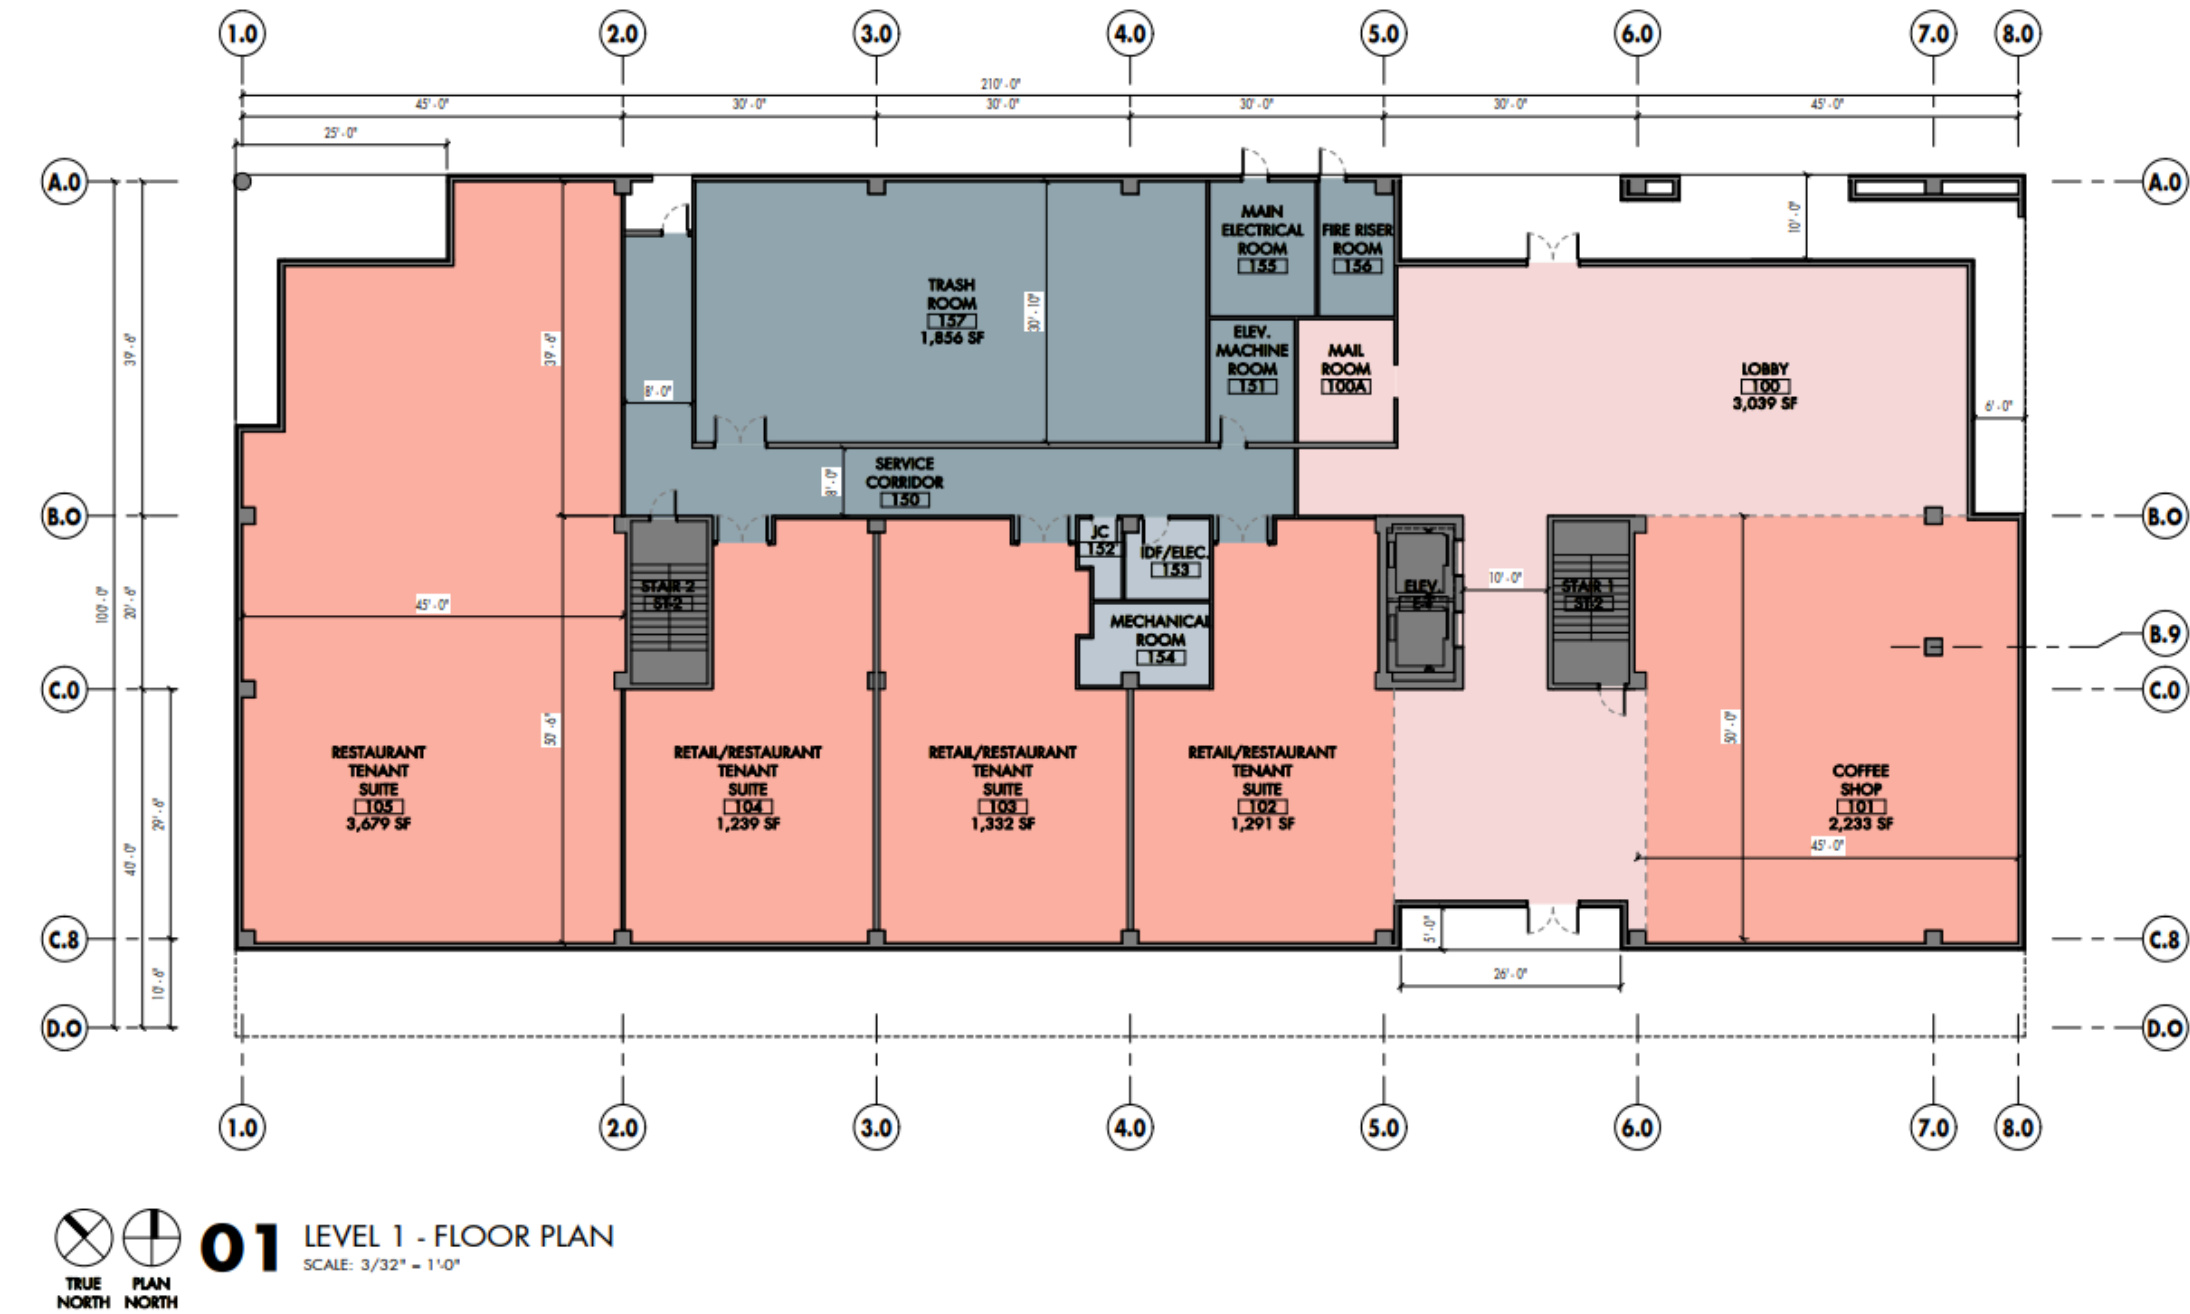 1.0 2.0 3.0 4.0 5.0 6.0 7.0 8.0
210'-0"
45'-0" 30'-0" 30'-0" 30'-0" 30'-0" 45'-0"
25'-0"
A.0 A.0
MAIN
ELECTRICAL
ROOM
155
FIRE RISER
ROOM
156
10'-0"
TRASH
ROOM
157
1,856 SF
30'-10"
39'-6"
39'-6"
ELEV.
MACHINE
ROOM
151
MAIL
ROOM
100A
LOBBY
100
3,039 SF
8'-0"
6'-0"
SERVICE
CORRIDOR
150
8'-0"
B.O B.O
JC
152
IDF/ELEC.
153
STAIR 2
ST-2
ELEV.
10'-0"
STAIR 1
ST-2
100'-0"
20'-6"
45'-0"
MECHANICAL
ROOM
154
B.9
C.0 C.0
50'-6"
50'-0"
RESTAURANT
TENANT
SUITE
105
3,679 SF
RETAIL/RESTAURANT
TENANT
SUITE
104
1,239 SF
RETAIL/RESTAURANT
TENANT
SUITE
103
1,332 SF
RETAIL/RESTAURANT
TENANT
SUITE
102
1,291 SF
COFFEE
SHOP
101
2,233 SF
29'-6"
40'-0"
45'-0"
C.8 C.8
5'-0"
26'-0"
10'-6"
D.O D.O
1.0 2.0 3.0 4.0 5.0 6.0 7.0 8.0
TRUE
NORTH
PLAN
NORTH
01
LEVEL 1 - FLOOR PLAN
SCALE: 3/32" = 1'-0"